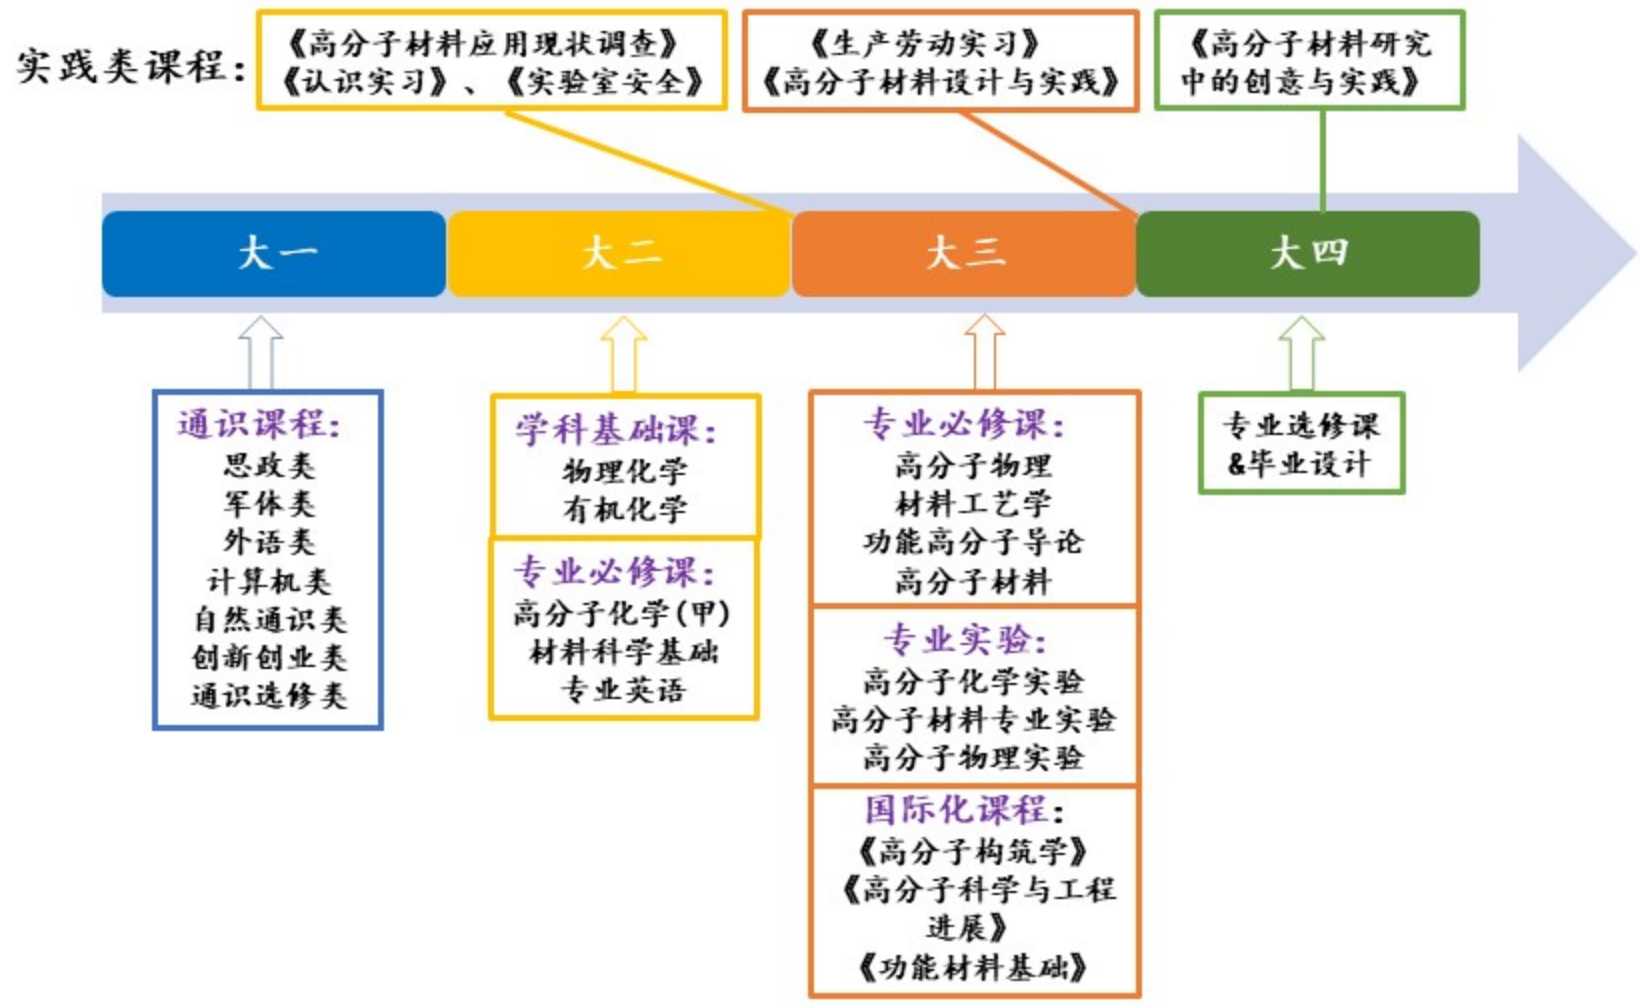 实践类课程:
《高分子材料应用现状调查》
《认识实习》、《实验室安全》
《生产劳动实习》
《高分子材料设计与实践》
《高分子材料研究
中的创意与实践》
大一
大二
大三
大四
通识课程:
思政类
军体类
外语类
计算机类
自然通识类
创新创业类
通识选修类
学科基础课:
物理化学
有机化学
专业必修课:
高分子化学(甲)
材料科学基础
专业英语
专业必修课:
高分子物理
材料工艺学
功能高分子导论
高分子材料
专业实验:
高分子化学实验
高分子材料专业实验
高分子物理实验
国际化课程:
《高分子构筑学》
《高分子科学与工程
进展》
《功能材料基础》
专业选修课
&毕业设计